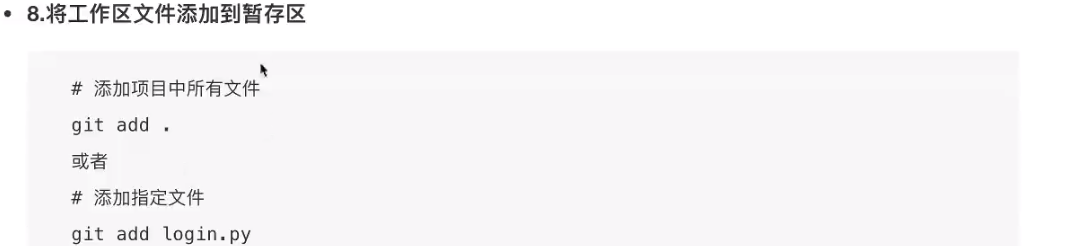 • 8.将工作区文件添加到暂存区
# 添加项目中所有文件
git add .
或者
# 添加指定文件
git add login.py